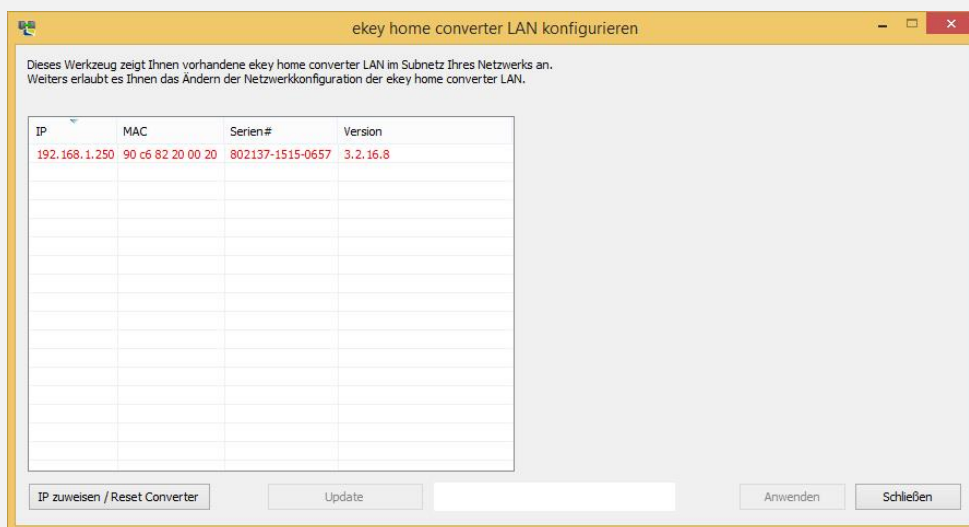 ekey home converter LAN konfigurieren
Dieses Werkzeug zeigt Ihnen vorhandene ekey home converter LAN im Subnetz Ihres Netzwerks an.
Weiters erlaubt es Ihnen das Ändern der Netzwerkkonfiguration der ekey home converter LAN.
IP MAC Serien# Version
192.168.1.250 90 c6 82 20 00 20 802137-1515-0657 3.2.16.8
IP zuweisen / Reset Converter Update Anwenden Schließen